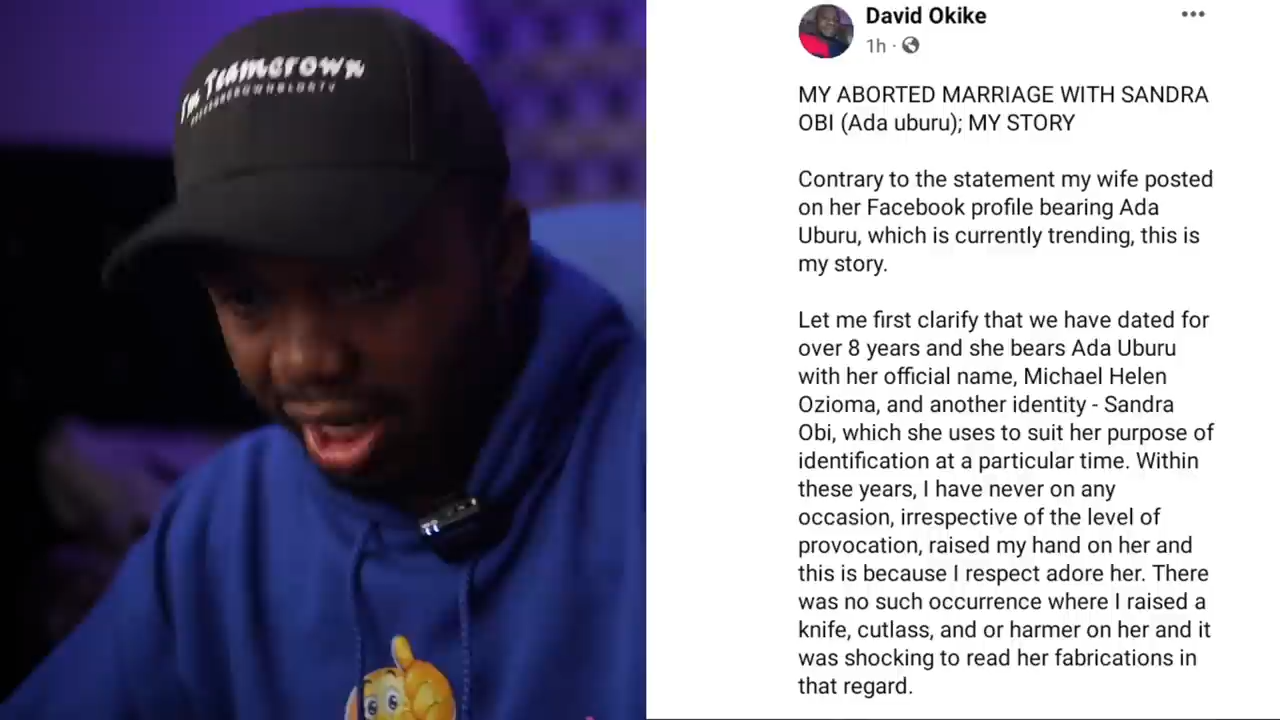 I'm Teamcrown
David Okike
1h ·
MY ABORTED MARRIAGE WITH SANDRA
OBI (Ada uburu); MY STORY
Contrary to the statement my wife posted
on her Facebook profile bearing Ada
Uburu, which is currently trending, this is
my story.
Let me first clarify that we have dated for
over 8 years and she bears Ada Uburu
with her official name, Michael Helen
Ozioma, and another identity - Sandra
Obi, which she uses to suit her purpose of
identification at a particular time. Within
these years, I have never on any
occasion, irrespective of the level of
provocation, raised my hand on her and
this is because I respect adore her. There
was no such occurrence where I raised a
knife, cutlass, and or harmer on her and it
was shocking to read her fabrications in
that regard.